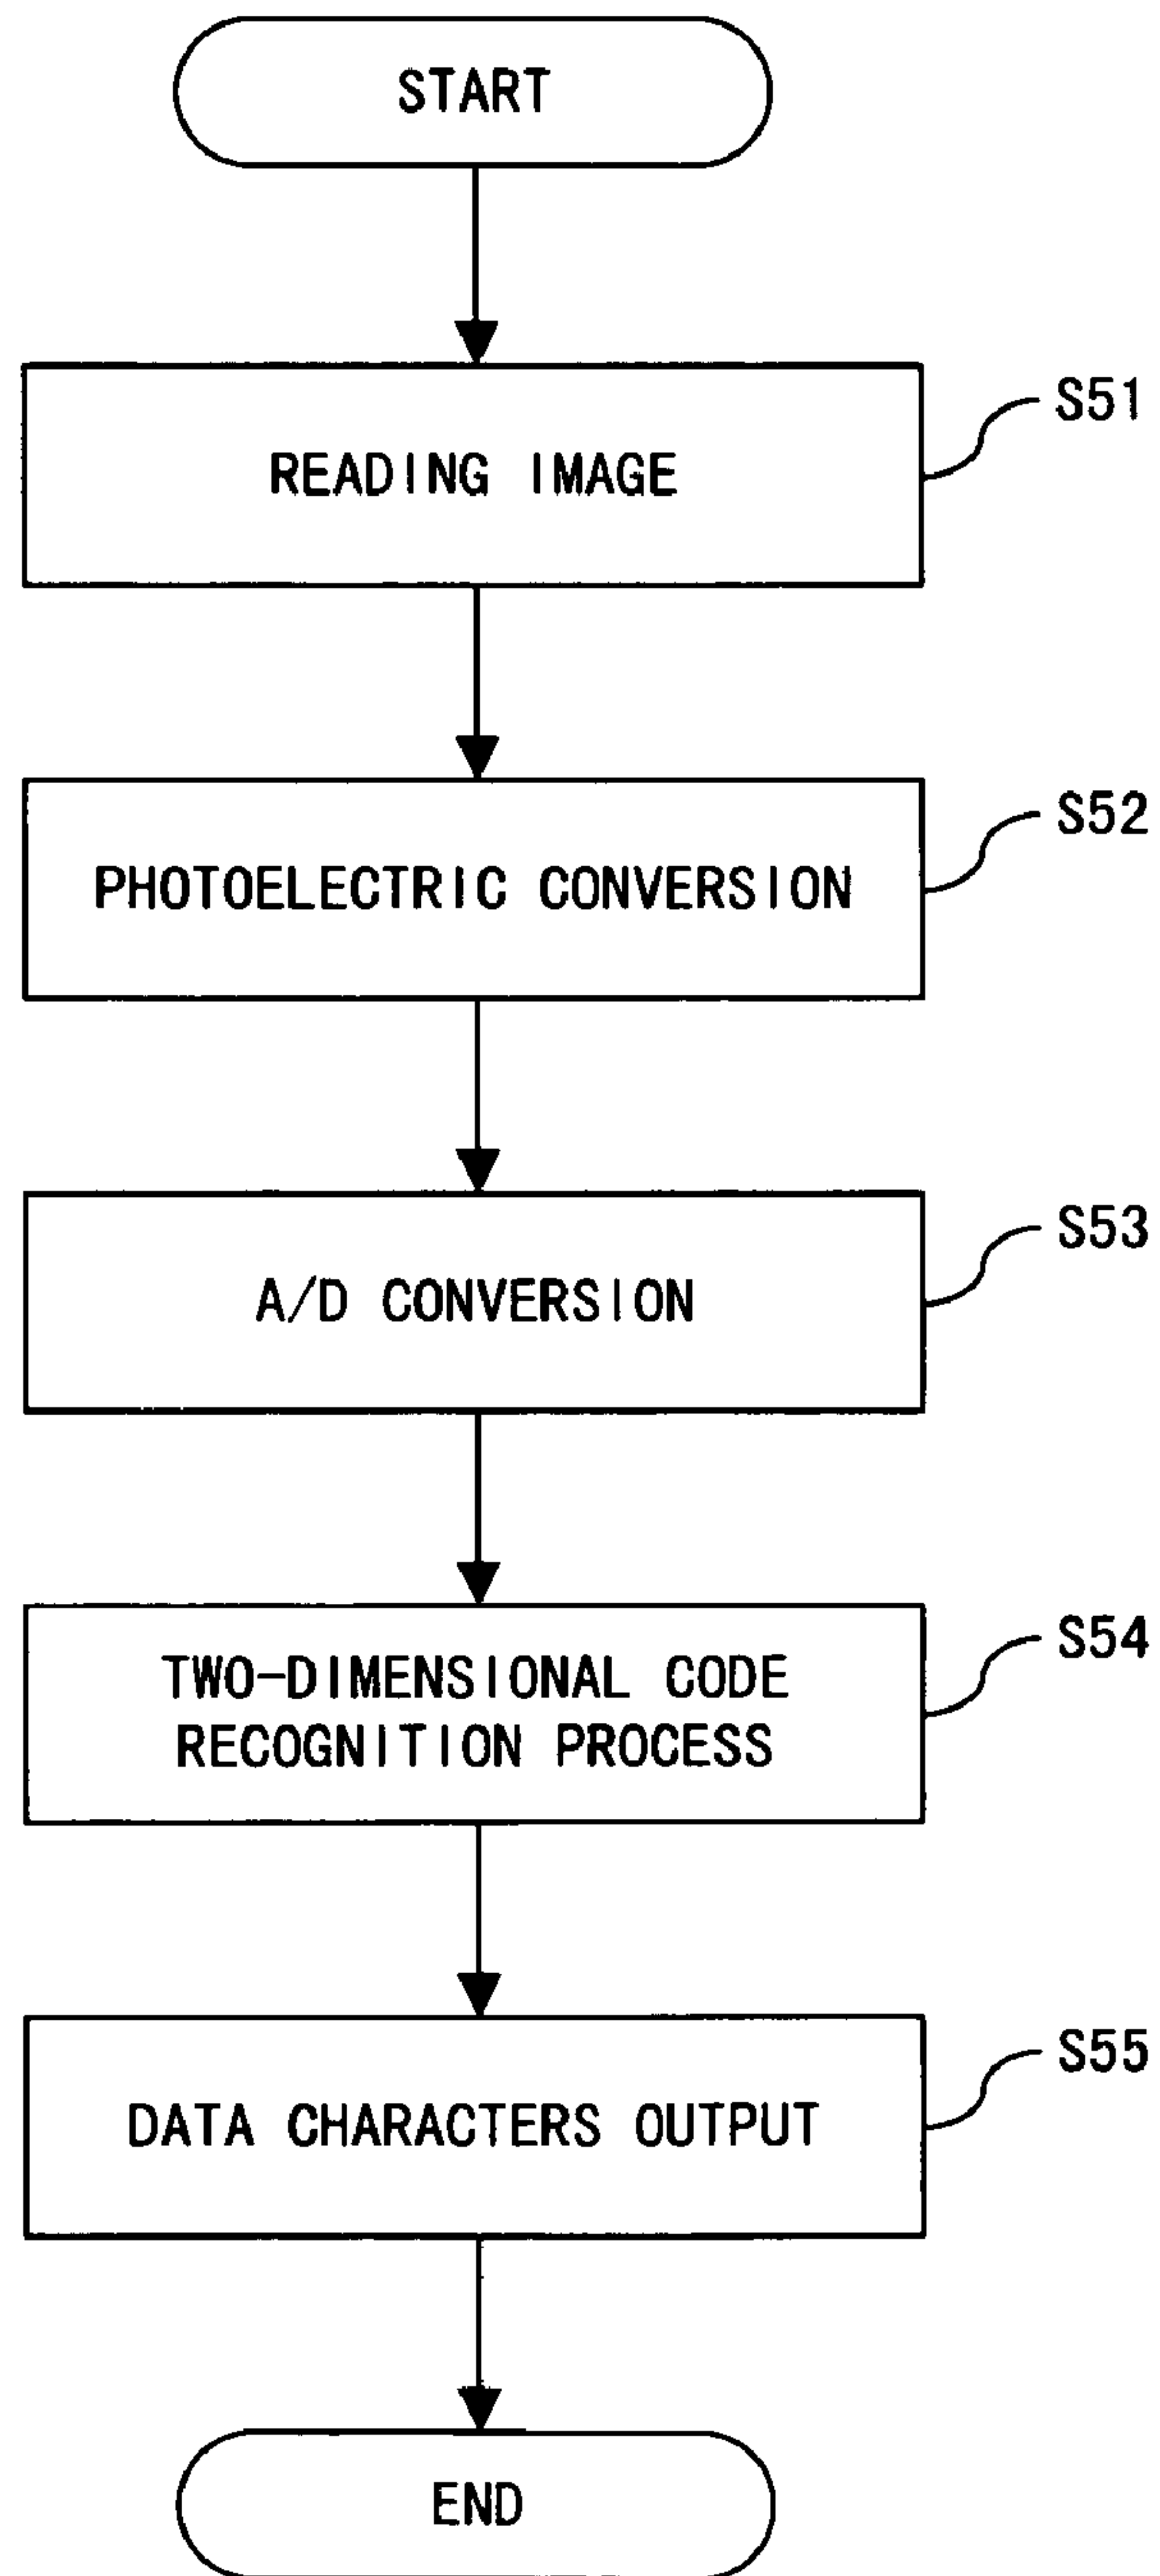 START
READING IMAGE
S51
PHOTOELECTRIC CONVERSION
S52
A/D CONVERSION
S53
TWO-DIMENSIONAL CODE
RECOGNITION PROCESS
S54
DATA CHARACTERS OUTPUT
S55
END